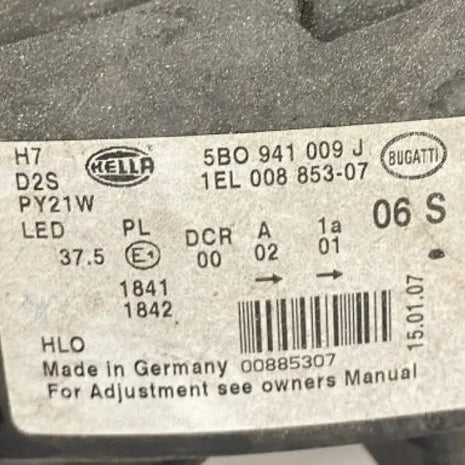 H7 HELLA 5B0 941 009 J BUGATTI
D2S 1EL 008 853-07
PY21W 06 S
LED PL DCR A 1a
37.5 E1 00 02 01
→ →
1841
1842
15.01.07
HLO
Made in Germany 00885307
For Adjustment see owners Manual